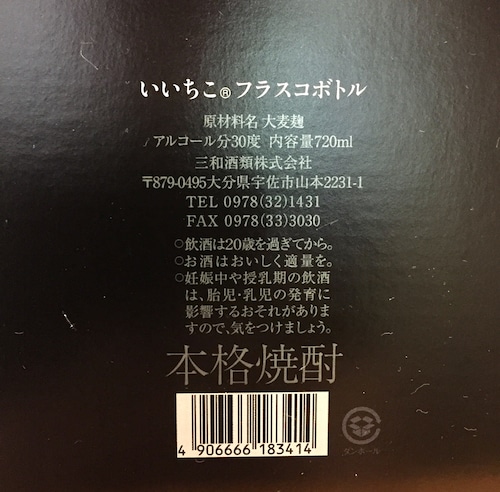 いいちこ®フラスコボトル
原材料名 大麦麹
アルコール分30度 内容量720ml
三和酒類株式会社
〒879-0495大分県宇佐市山本2231-1
TEL 0978(32)1431
FAX 0978(33)3030
○飲酒は20歳を過ぎてから。
○お酒はおいしく適量を。
○妊娠中や授乳期の飲酒
は、胎児・乳児の発育に
影響するおそれがありま
すので、気をつけましょう。
本格焼酎
4 906666 183414
ダンボール